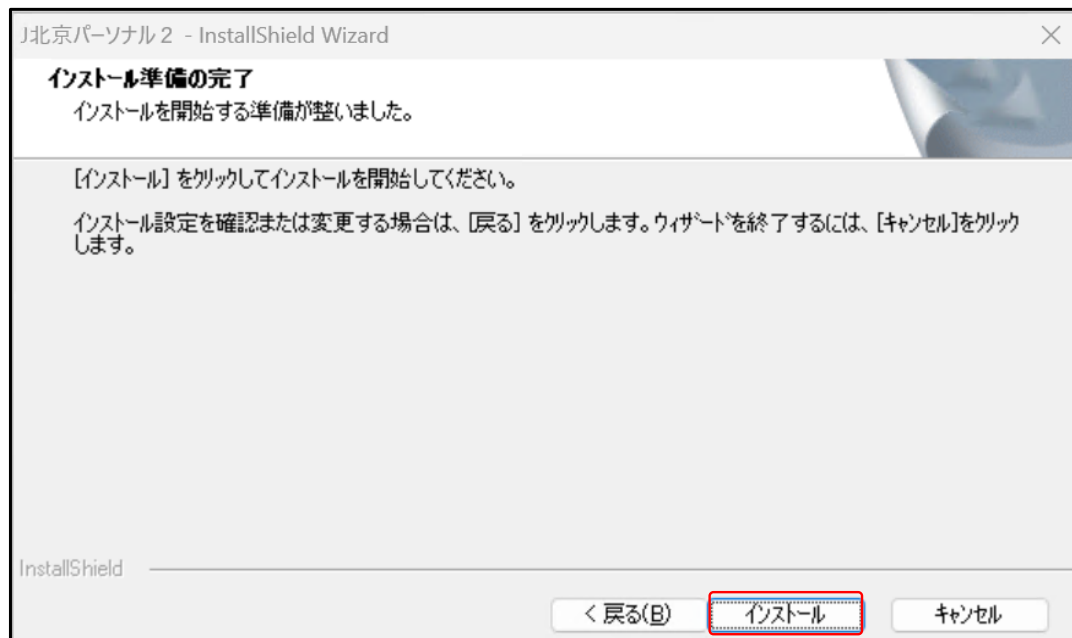 J北京パーソナル２ - InstallShield Wizard
インストール準備の完了
インストールを開始する準備が整いました。
[インストール] をクリックしてインストールを開始してください。
インストール設定を確認または変更する場合は、[戻る] をクリックします。ウィザードを終了するには、[キャンセル]をクリック
します。
InstallShield
< 戻る(B)
インストール
キャンセル